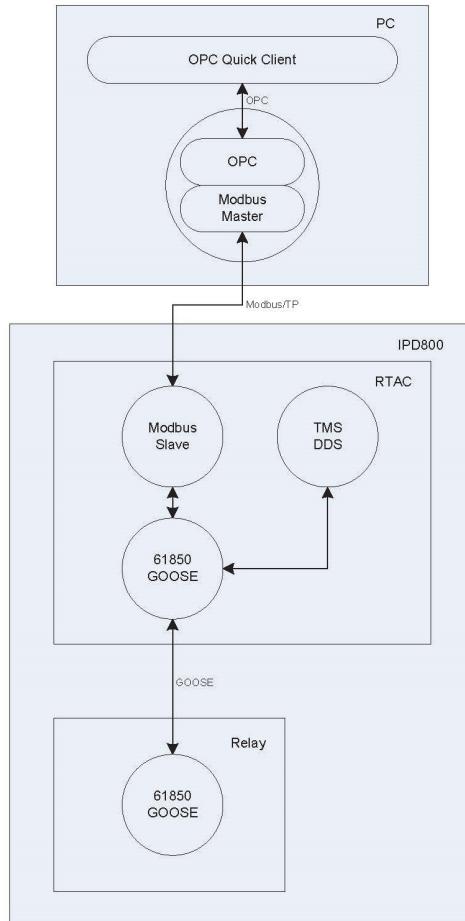 PC
OPC Quick Client
OPC
OPC
Modbus
Master
Modbus/TP
IPD800
RTAC
Modbus
Slave
TMS
DDS
61850
GOOSE
GOOSE
Relay
61850
GOOSE